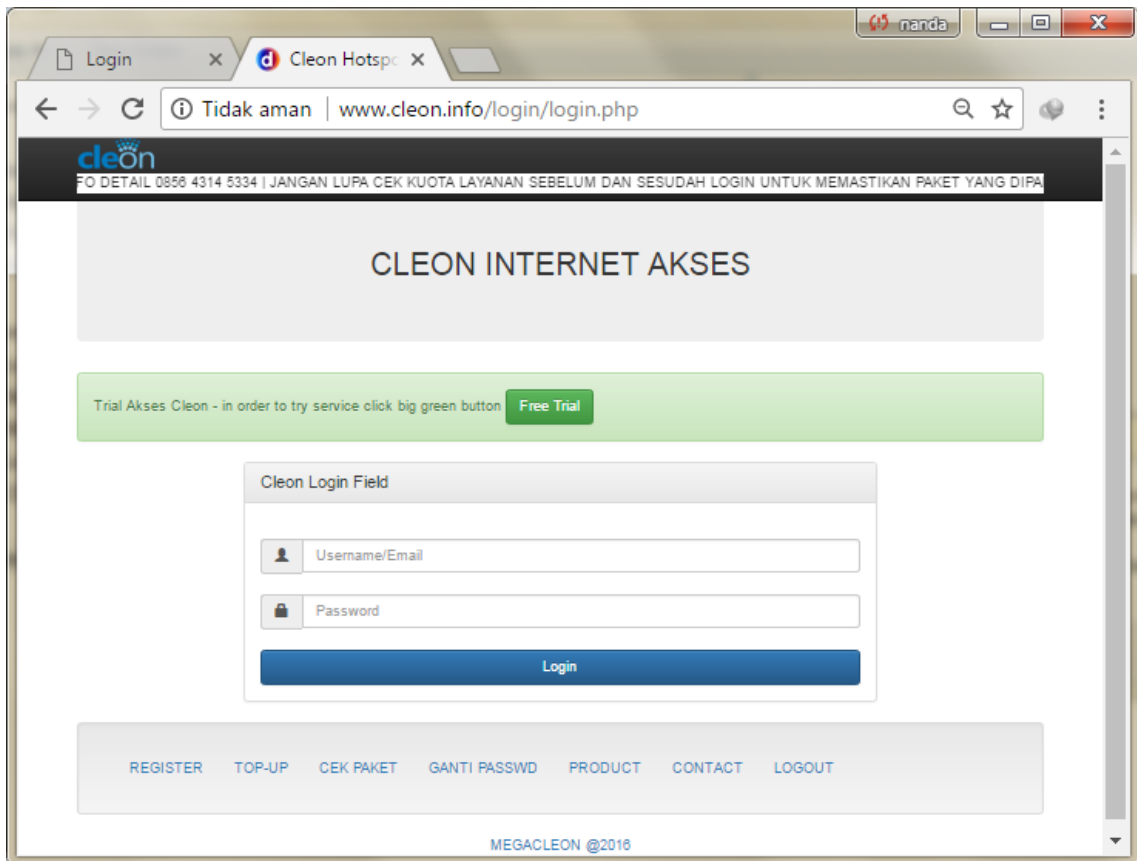 nanda
Login
Cleon Hotspo
Tidak aman | www.cleon.info/login/login.php
cleon
FO DETAIL 0856 4314 5334 | JANGAN LUPA CEK KUOTA LAYANAN SEBELUM DAN SESUDAH LOGIN UNTUK MEMASTIKAN PAKET YANG DIPA
CLEON INTERNET AKSES
Trial Akses Cleon - in order to try service click big green button Free Trial
Cleon Login Field
Username/Email
Password
Login
REGISTER TOP-UP CEK PAKET GANTI PASSWD PRODUCT CONTACT LOGOUT
MEGACLEON @2016